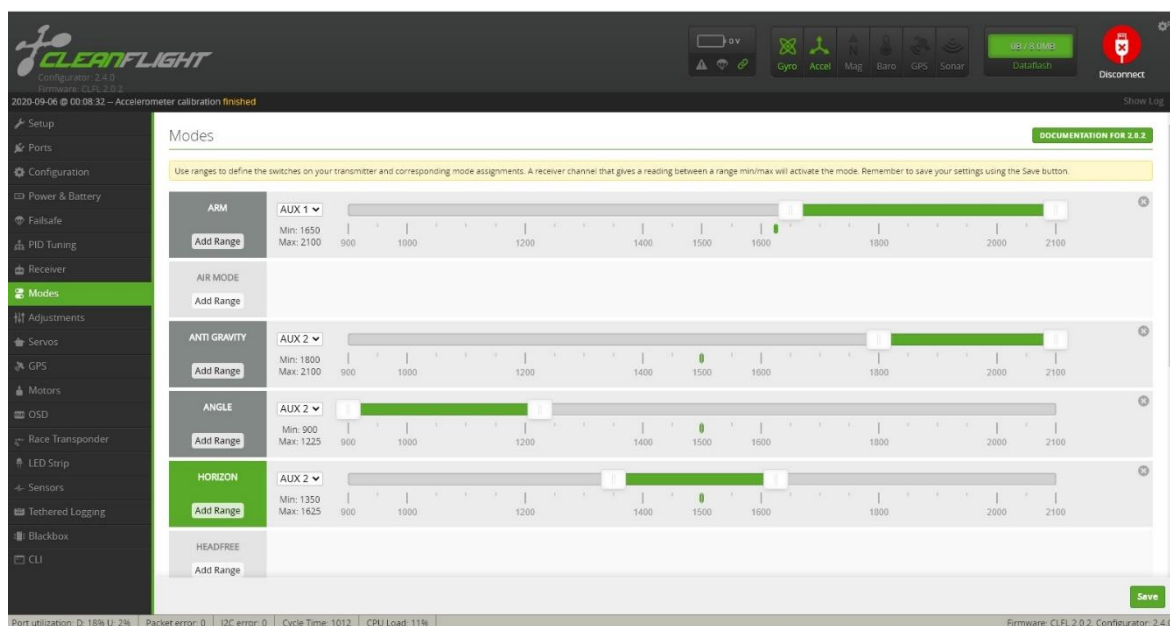 CLEANFLIGHT
Configurator: 2.4.0
Firmware: CLFL 2.0.2
0 V
Gyro Accel Mag Baro GPS Sonar
0B / 8.0MB
Dataflash
Disconnect
2020-09-06 @ 00:08:32 -- Accelerometer calibration finished
Show Log
Setup
Ports
Configuration
Power & Battery
Failsafe
PID Tuning
Receiver
Modes
Adjustments
Servos
GPS
Motors
OSD
Race Transponder
LED Strip
Sensors
Tethered Logging
Blackbox
CLI
Modes
DOCUMENTATION FOR 2.0.2
Use ranges to define the switches on your transmitter and corresponding mode assignments. A receiver channel that gives a reading between a range min/max will activate the mode. Remember to save your settings using the Save button.
ARM
Add Range
AUX 1
Min: 1650
Max: 2100
900 1000 1200 1400 1500 1600 1800 2000 2100
AIR MODE
Add Range
ANTI GRAVITY
Add Range
AUX 2
Min: 1800
Max: 2100
900 1000 1200 1400 1500 1600 1800 2000 2100
ANGLE
Add Range
AUX 2
Min: 900
Max: 1225
900 1000 1200 1400 1500 1600 1800 2000 2100
HORIZON
Add Range
AUX 2
Min: 1350
Max: 1625
900 1000 1200 1400 1500 1600 1800 2000 2100
HEADFREE
Add Range
Save
Port utilization: D: 18% U: 2% Packet error: 0 I2C error: 0 Cycle Time: 1012 CPU Load: 11%
Firmware: CLFL 2.0.2, Configurator: 2.4.0